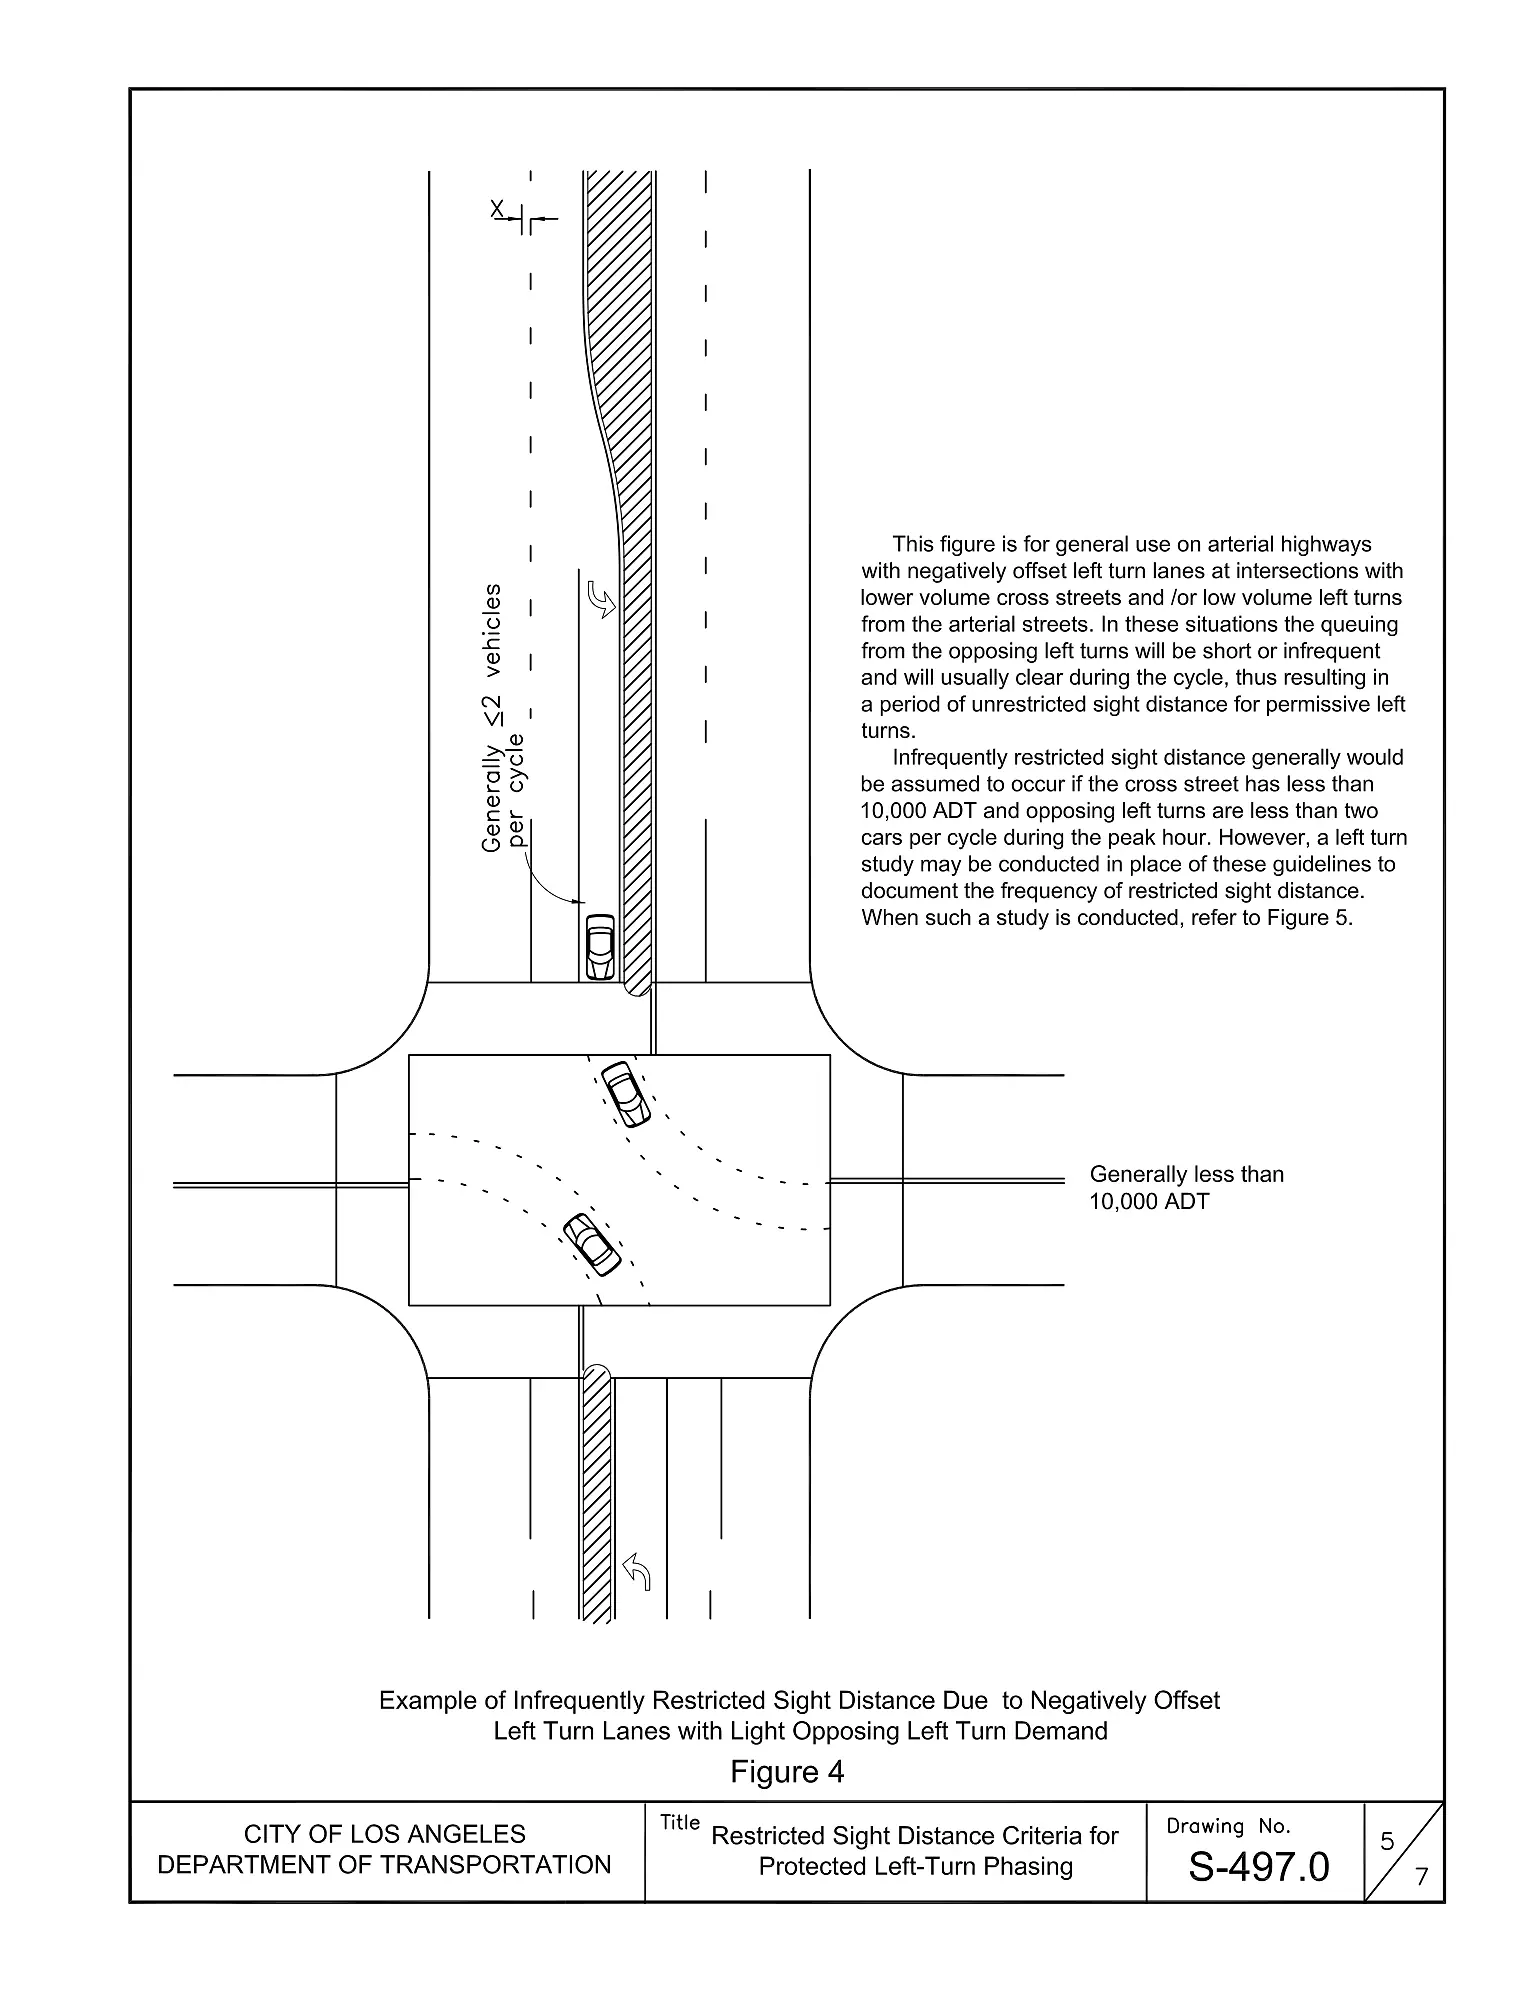 X
Generally ≤2 vehicles
per cycle
This figure is for general use on arterial highways
with negatively offset left turn lanes at intersections with
lower volume cross streets and /or low volume left turns
from the arterial streets. In these situations the queuing
from the opposing left turns will be short or infrequent
and will usually clear during the cycle, thus resulting in
a period of unrestricted sight distance for permissive left
turns.
Infrequently restricted sight distance generally would
be assumed to occur if the cross street has less than
10,000 ADT and opposing left turns are less than two
cars per cycle during the peak hour. However, a left turn
study may be conducted in place of these guidelines to
document the frequency of restricted sight distance.
When such a study is conducted, refer to Figure 5.
Generally less than
10,000 ADT
Example of Infrequently Restricted Sight Distance Due to Negatively Offset
Left Turn Lanes with Light Opposing Left Turn Demand
Figure 4
CITY OF LOS ANGELES
DEPARTMENT OF TRANSPORTATION
Title
Restricted Sight Distance Criteria for
Protected Left-Turn Phasing
Drawing No.
S-497.0
5/7